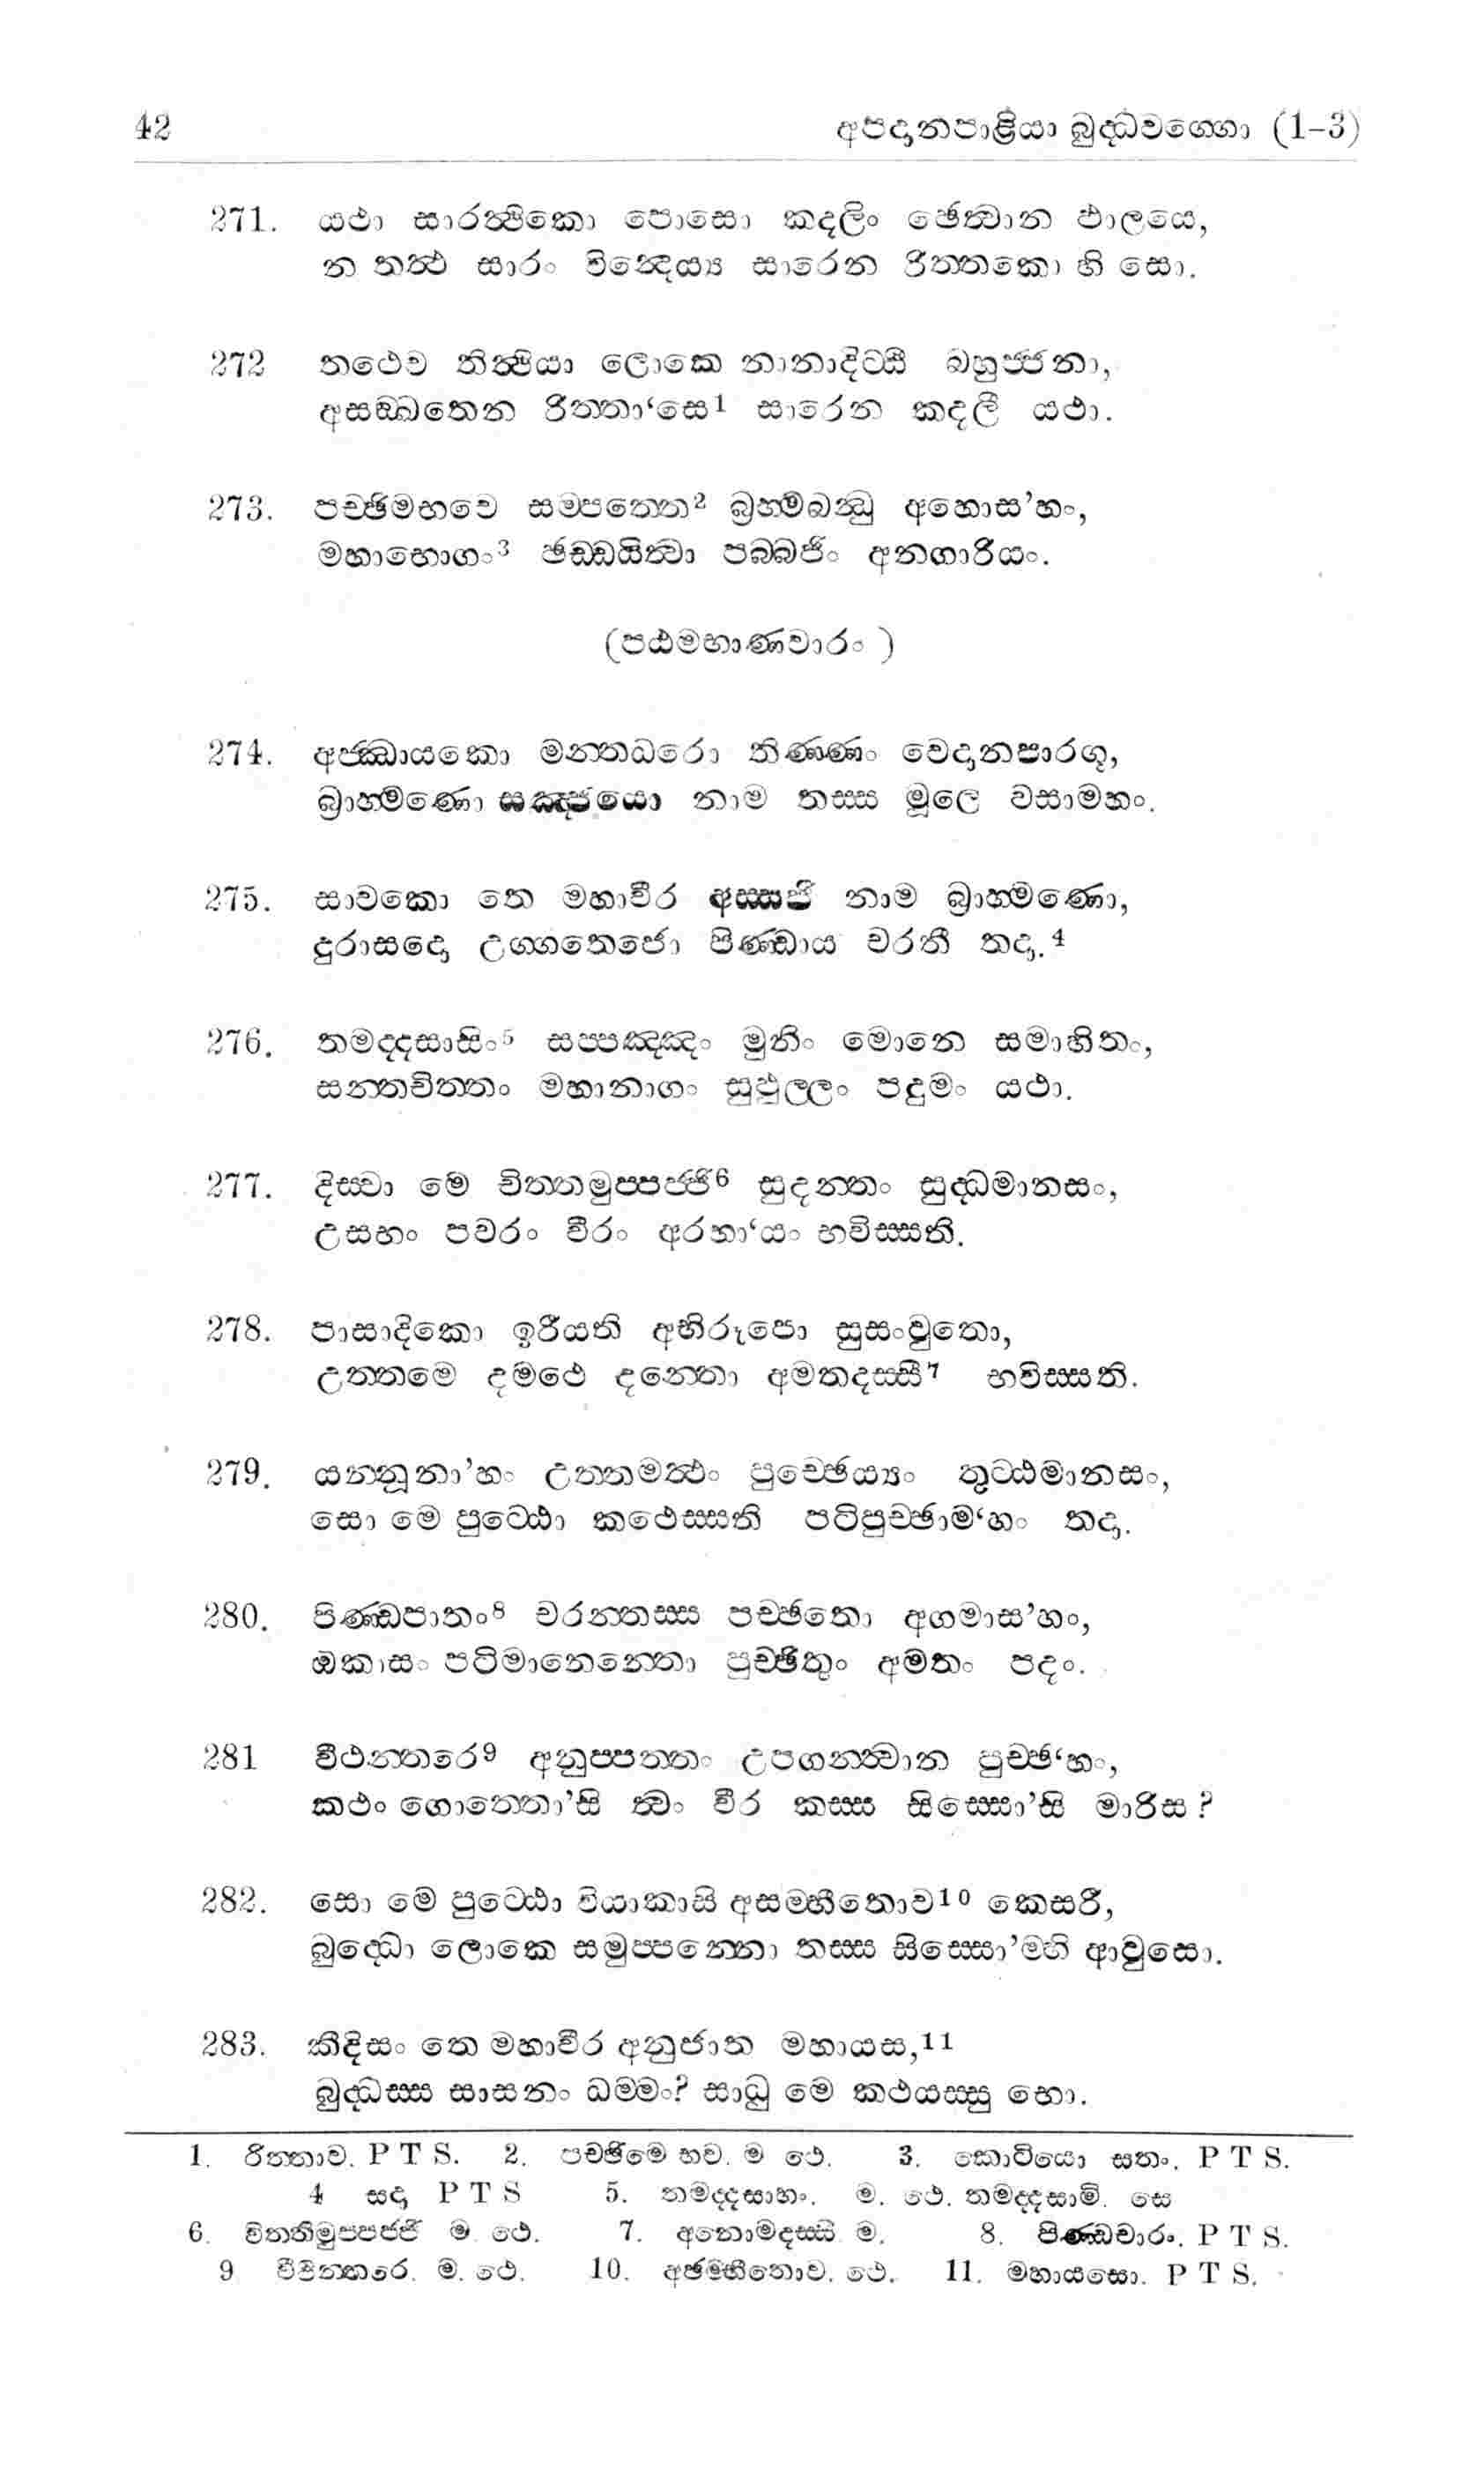 42
අපදානපාළියා බුද්ධවග්ගො (1-3)
271. යථා සාරත්ථිකො පොසො කදලිං ඡෙත්වාන ඵාලයෙ,
න තත්ථ සාරං වින්දෙය්‍ය සාරෙන රිත්තකො හි සො.
272 තථෙව තිත්ථියා ලොකෙ නානාදිට්ඨී බහුජ්ජනා,
අසඞ්ඛතෙන රිත්තා‘සෙ1 සාරෙන කදලී යථා.
273. පච්ඡිමභවෙ සම්පත්තෙ2 බ්‍රහ්මබන්ධු අහොස’හං,
මහාභොගං3 ඡඩ්ඩයිත්වා පබ්බජිං අනගාරියං.
(පඨමභාණවාරං )
274. අජ්ඣායකො මන්තධරො තිණ්ණං වෙදානපාරගූ,
බ්‍රාහ්මණො සඤ්ජයො නාම තස්ස මූලෙ වසාමහං.
275. සාවකො තෙ මහාවීර අස්සජි නාම බ්‍රාහ්මණො,
දුරාසදො උග්ගතෙජො පිණ්ඩාය චරතී තදා.4
276. තමද්දසාසිං5 සප්පඤ්ඤං මුනිං මොනෙ සමාහිතං,
සන්තචිත්තං මහානාගං සුඵුල්ලං පදුමං යථා.
277. දිස්වා මෙ චිත්තමුප්පජ්ජි6 සුදන්තං සුද්ධමානසං,
උසභං පවරං වීරං අරහා‘යං භවිස්සති.
278. පාසාදිකො ඉරීයති අභිරූපො සුසංවුතො,
උත්තමෙ දමථෙ දන්තො අමතදස්සී7 භවිස්සති.
279. යන්නූනා’හං උත්තමත්ථං පුච්ඡෙය්‍යං තුට්ඨමානසං,
සො මෙ පුට්ඨො කථෙස්සති පටිපුච්ඡාම‘හං තදා.
280. පිණ්ඩපාතං8 චරන්තස්ස පච්ඡතො අගමාස’හං,
ඔකාසං පටිමානෙන්තො පුච්ඡිතුං අමතං පදං.
281 වීථන්තරෙ9 අනුප්පත්තං උපගන්ත්වාන පුච්ඡ‘හං,
කථං ගොත්තො’සි ත්වං වීර කස්ස සිස්සො’සි මාරිස ?
282. සො මෙ පුට්ඨො වියාකාසි අසම්භීතොව10 කෙසරී,
බුද්ධො ලොකෙ සමුප්පන්නො තස්ස සිස්සො’ම්හි ආවුසො.
283. කීදිසං තෙ මහාවීර අනුජාත මහායස,11
බුද්ධස්ස සාසනං ධම්මං? සාධු මෙ කථයස්සු භො.
1. රිත්තාව. P T S. 2. පච්ඡිමෙ භව. ම ථෙ. 3. කොටියො සතං. P T S.
4 සදා P T S 5. තමද්දසාහං. ම. ථෙ. තමද්දසාමි. සෙ
6. චිතතිමුප්පජ්ජි ම. ථෙ. 7. අනොමදස්සි ම. 8. පිණ්ඩචාරං. P T S.
9 වීථින්තරෙ. ම. ථෙ. 10. අඡම්භීතොව. ථෙ. 11. මහායසො. P T S.